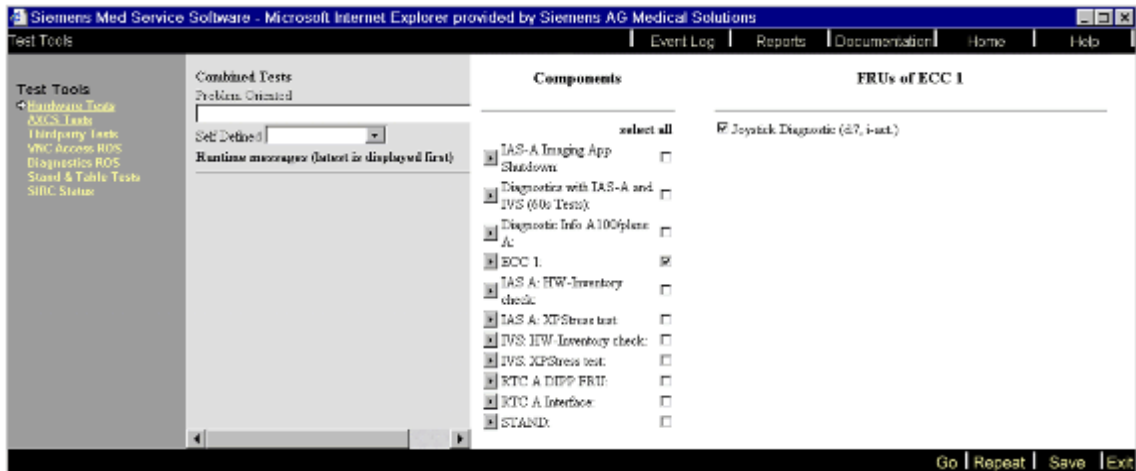 Siemens Med Service Software - Microsoft Internet Explorer provided by Siemens AG Medical Solutions
Test Tools
Event Log
Reports
Documentation
Home
Help
Test Tools
Hardware Tests
AXCS Tests
Thirdparty Tests
VNC Access ROS
Diagnostics ROS
Stand & Table Tests
SIRC Status
Combined Tests
Problem Oriented
Self Defined
Runtime messages (latest is displayed first)
Components
select all
IAS-A Imaging App
Shutdown:
Diagnostics with IAS-A and
IVS (60s Tests):
Diagnostic Info A100/plane
A:
ECC 1:
IAS A: HW-Inventory
check:
IAS A: XPStress test:
IVS: HW-Inventory check:
IVS: XPStress test:
RTC A DIPP FRU:
RTC A Interface:
STAND:
FRUs of ECC 1
Joystick Diagnostic (d.7, i-act.)
Go
Repeat
Save
Exit